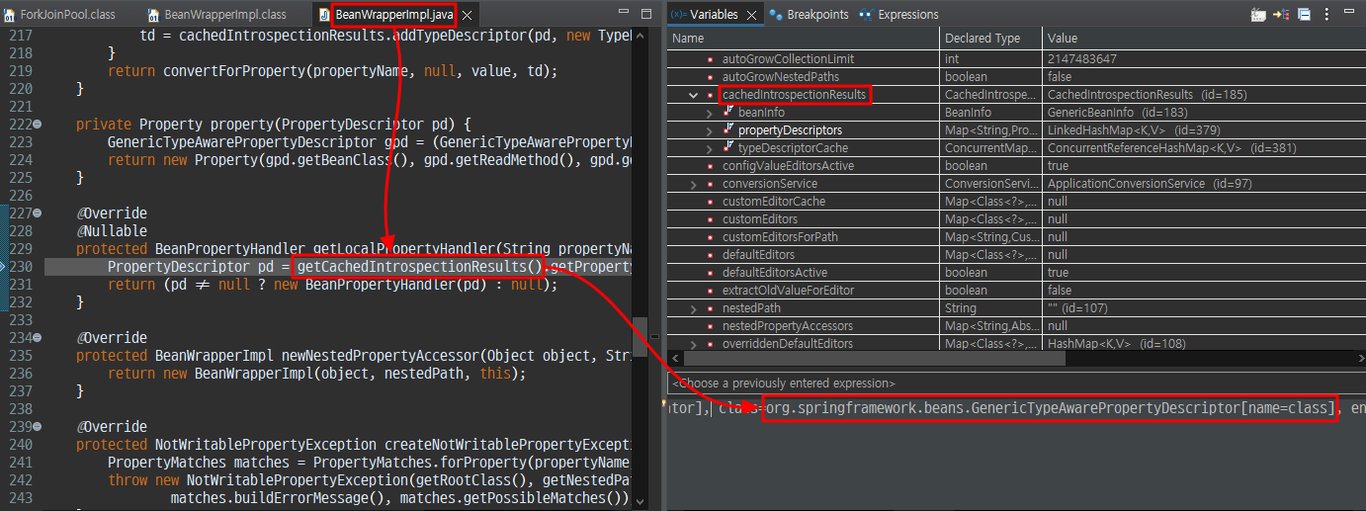 ForkJoinPool.class
BeanWrapperImpl.class
BeanWrapperImpl.java
217 td = cachedIntrospectionResults.addTypeDescriptor(pd, new TypeD
218 }
219 return convertForProperty(propertyName, null, value, td);
220 }
221
222 private Property property(PropertyDescriptor pd) {
223 GenericTypeAwarePropertyDescriptor gpd = (GenericTypeAwareProperty
224 return new Property(gpd.getBeanClass(), gpd.getReadMethod(), gpd.ge
225 }
226
227 @Override
228 @Nullable
229 protected BeanPropertyHandler getLocalPropertyHandler(String propertyNa
230 PropertyDescriptor pd = getCachedIntrospectionResults().getProperty
231 return (pd ≠ null ? new BeanPropertyHandler(pd) : null);
232 }
233
234 @Override
235 protected BeanWrapperImpl newNestedPropertyAccessor(Object object, Stri
236 return new BeanWrapperImpl(object, nestedPath, this);
237 }
238
239 @Override
240 protected NotWritablePropertyException createNotWritablePropertyExcepti
241 PropertyMatches matches = PropertyMatches.forProperty(propertyName
242 throw new NotWritablePropertyException(getRootClass(), getNestedPat
243 matches.buildErrorMessage(), matches.getPossibleMatches())
(x)= Variables
Breakpoints
Expressions
Name Declared Type Value
autoGrowCollectionLimit int 2147483647
autoGrowNestedPaths boolean false
cachedIntrospectionResults CachedIntrospe... CachedIntrospectionResults (id=185)
beanInfo BeanInfo GenericBeanInfo (id=183)
propertyDescriptors Map<String,Pro... LinkedHashMap<K,V> (id=379)
typeDescriptorCache ConcurrentMap... ConcurrentReferenceHashMap<K,V> (id=381)
configValueEditorsActive boolean true
conversionService ConversionServi... ApplicationConversionService (id=97)
customEditorCache Map<Class<?>,... null
customEditors Map<Class<?>,... null
customEditorsForPath Map<String,Cus... null
defaultEditors Map<Class<?>,... null
defaultEditorsActive boolean true
extractOldValueForEditor boolean false
nestedPath String "" (id=107)
nestedPropertyAccessors Map<String,Abs... null
overriddenDefaultEditors Map<Class<?>,... HashMap<K,V> (id=108)
<Choose a previously entered expression>
itor], class=org.springframework.beans.GenericTypeAwarePropertyDescriptor[name=class], en